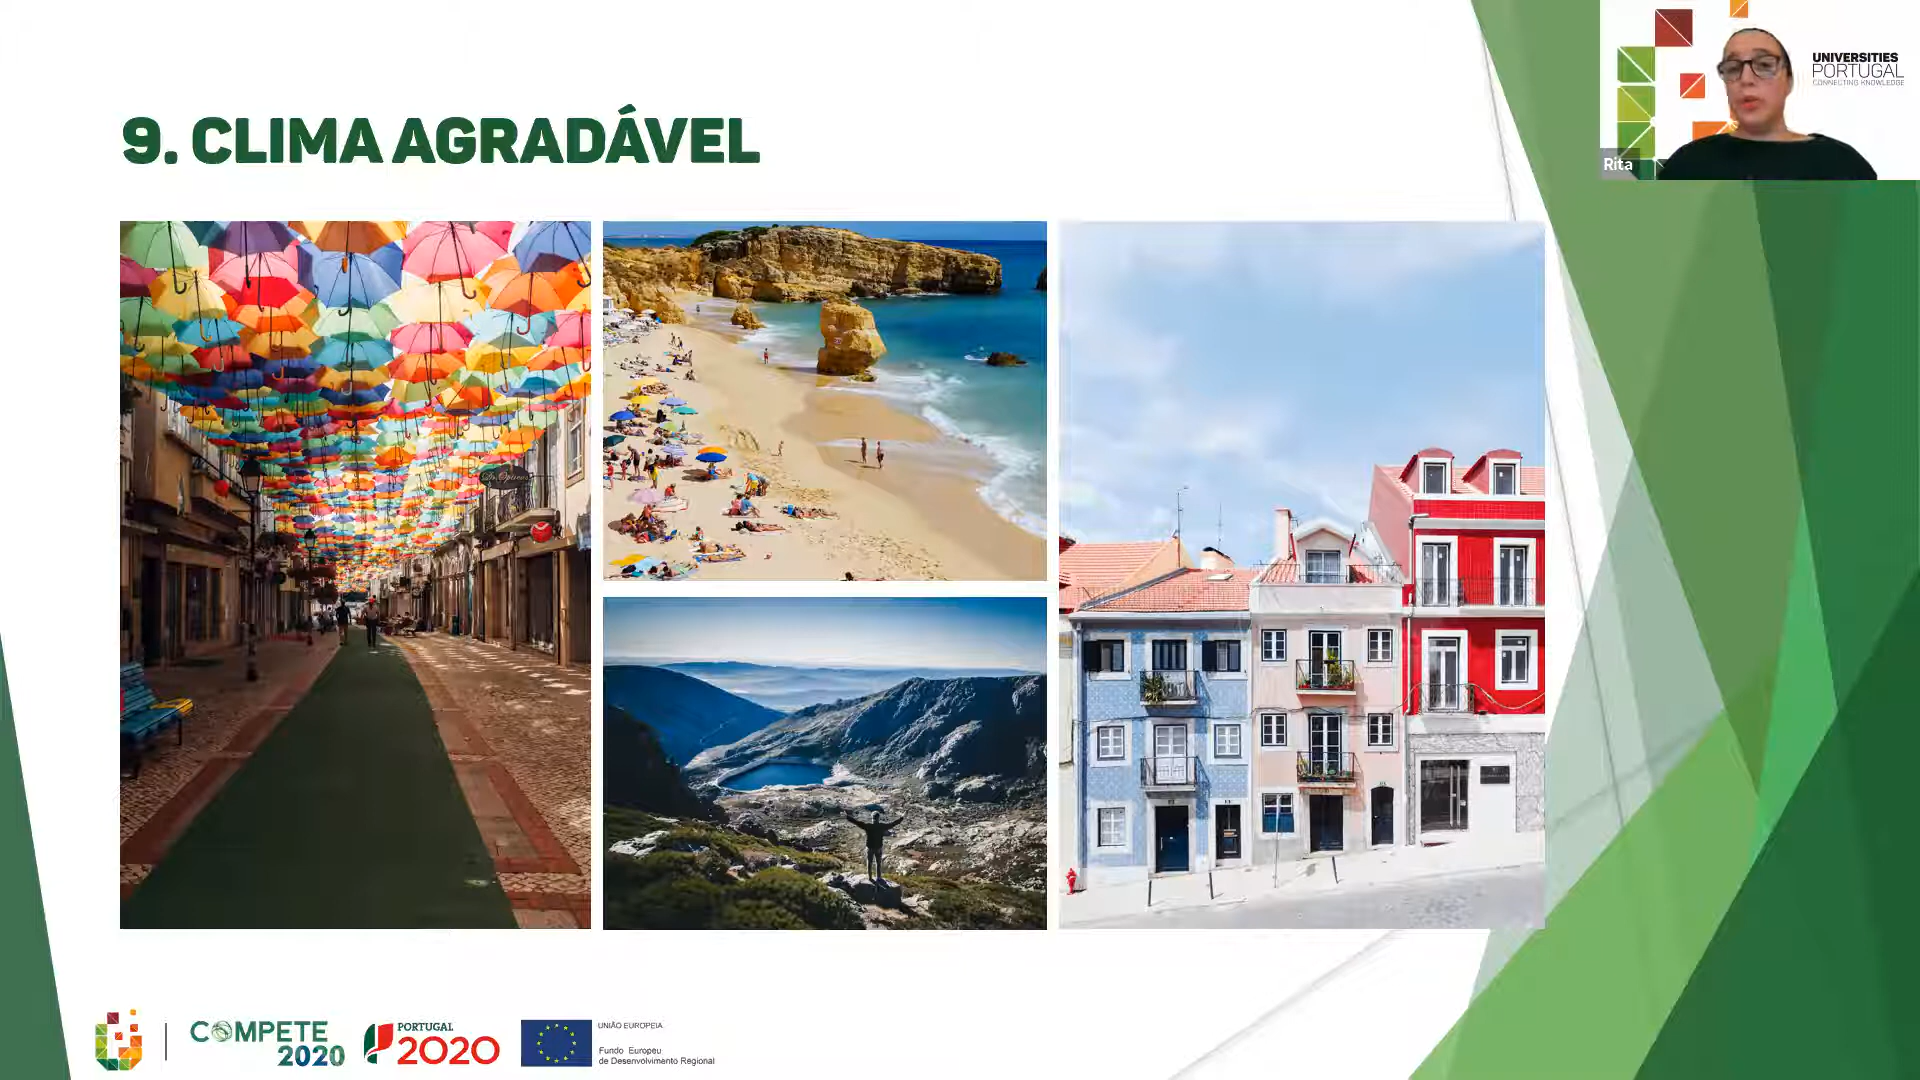 UNIVERSITIES
PORTUGAL
CONNECTING KNOWLEDGE
Rita
9. CLIMA AGRADÁVEL
COMPETE
2020
PORTUGAL
2020
UNIÃO EUROPEIA
Fundo Europeu
de Desenvolvimento Regional